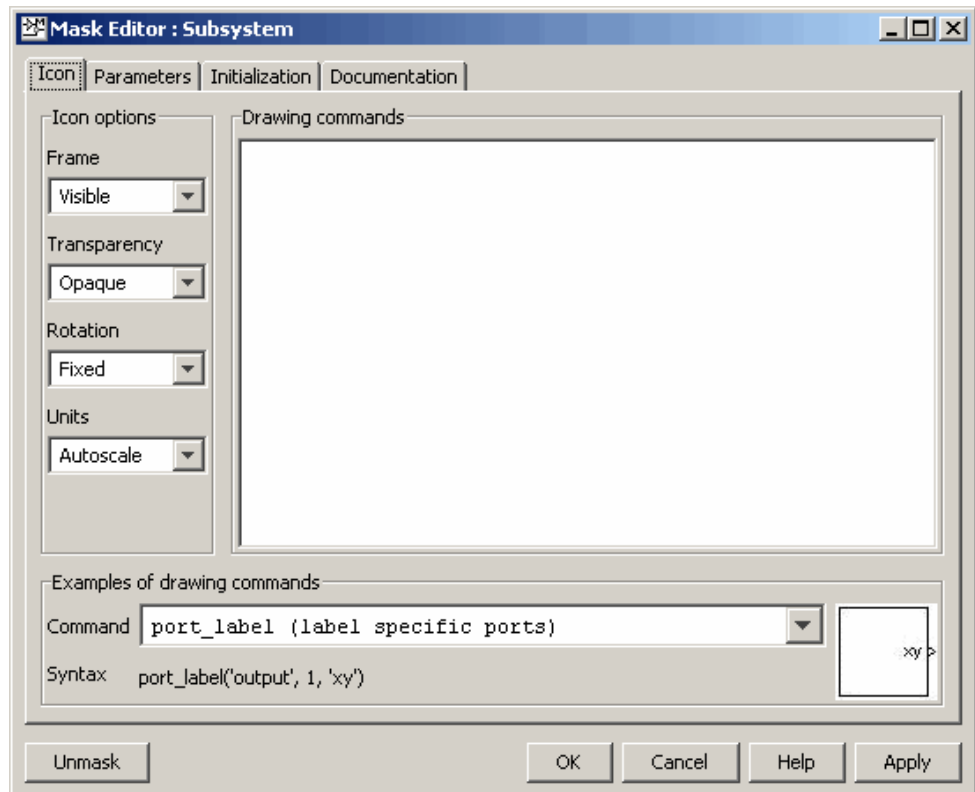 Mask Editor : Subsystem
Icon Parameters Initialization Documentation
Icon options
Frame
Visible
Transparency
Opaque
Rotation
Fixed
Units
Autoscale
Drawing commands
Examples of drawing commands
Command port_label (label specific ports)
Syntax port_label('output', 1, 'xy')
xy
Unmask OK Cancel Help Apply